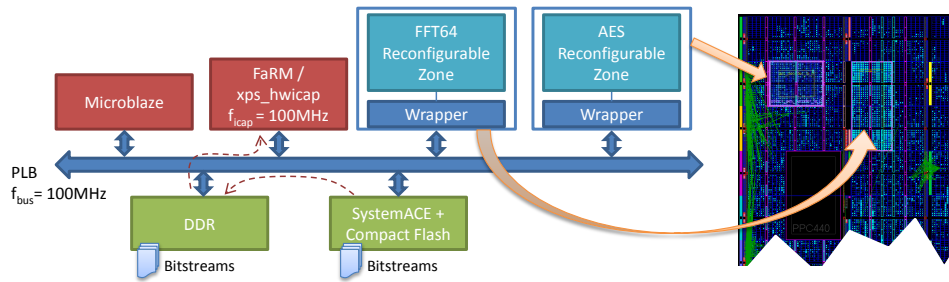 FFT64
Reconfigurable
Zone
AES
Reconfigurable
Zone
Microblaze
FaRM /
xps_hwicap
f_icap = 100MHz
Wrapper
Wrapper
PLB
f_bus= 100MHz
DDR
SystemACE +
Compact Flash
PPC440
Bitstreams
Bitstreams